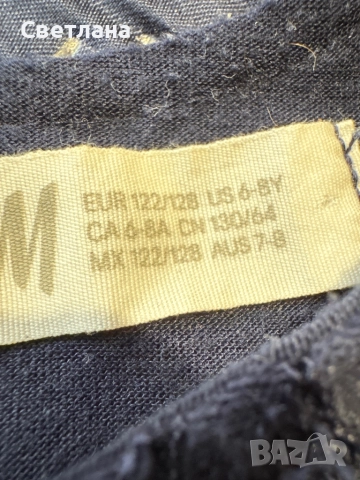 Светлана
M
EUR 122/128 US 6-8Y
CA 6-8A CN 130/64
MX 122/128 AUS 7-8
BAZAR